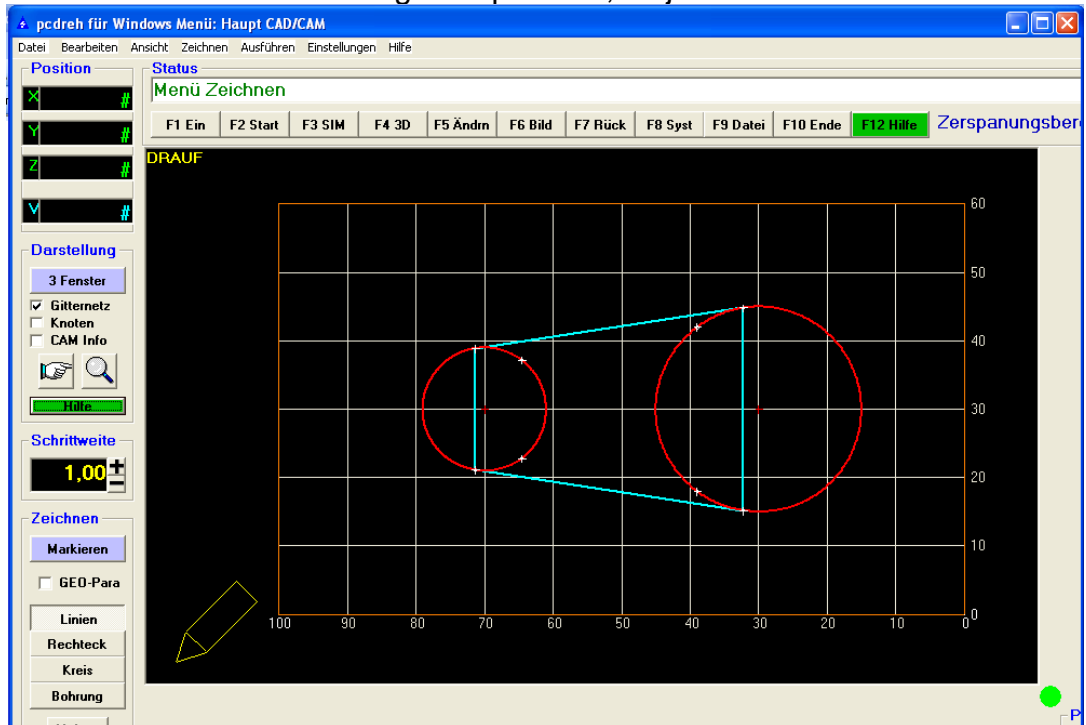 pcdreh für Windows Menü: Haupt CAD/CAM
Datei Bearbeiten Ansicht Zeichnen Ausführen Einstellungen Hilfe
Position
X #
Y #
Z #
V #
Status
Menü Zeichnen
F1 Ein F2 Start F3 SIM F4 3D F5 Ändrn F6 Bild F7 Rück F8 Syst F9 Datei F10 Ende F12 Hilfe
DRAUF
60
50
40
30
20
10
0
100 90 80 70 60 50 40 30 20 10 0
0
Darstellung
3 Fenster
Gitternetz
Knoten
CAM Info
Hilfe
Schrittweite
1,00
+
-
Zeichnen
Markieren
GEO-Para
Linien
Rechteck
Kreis
Bohrung
P